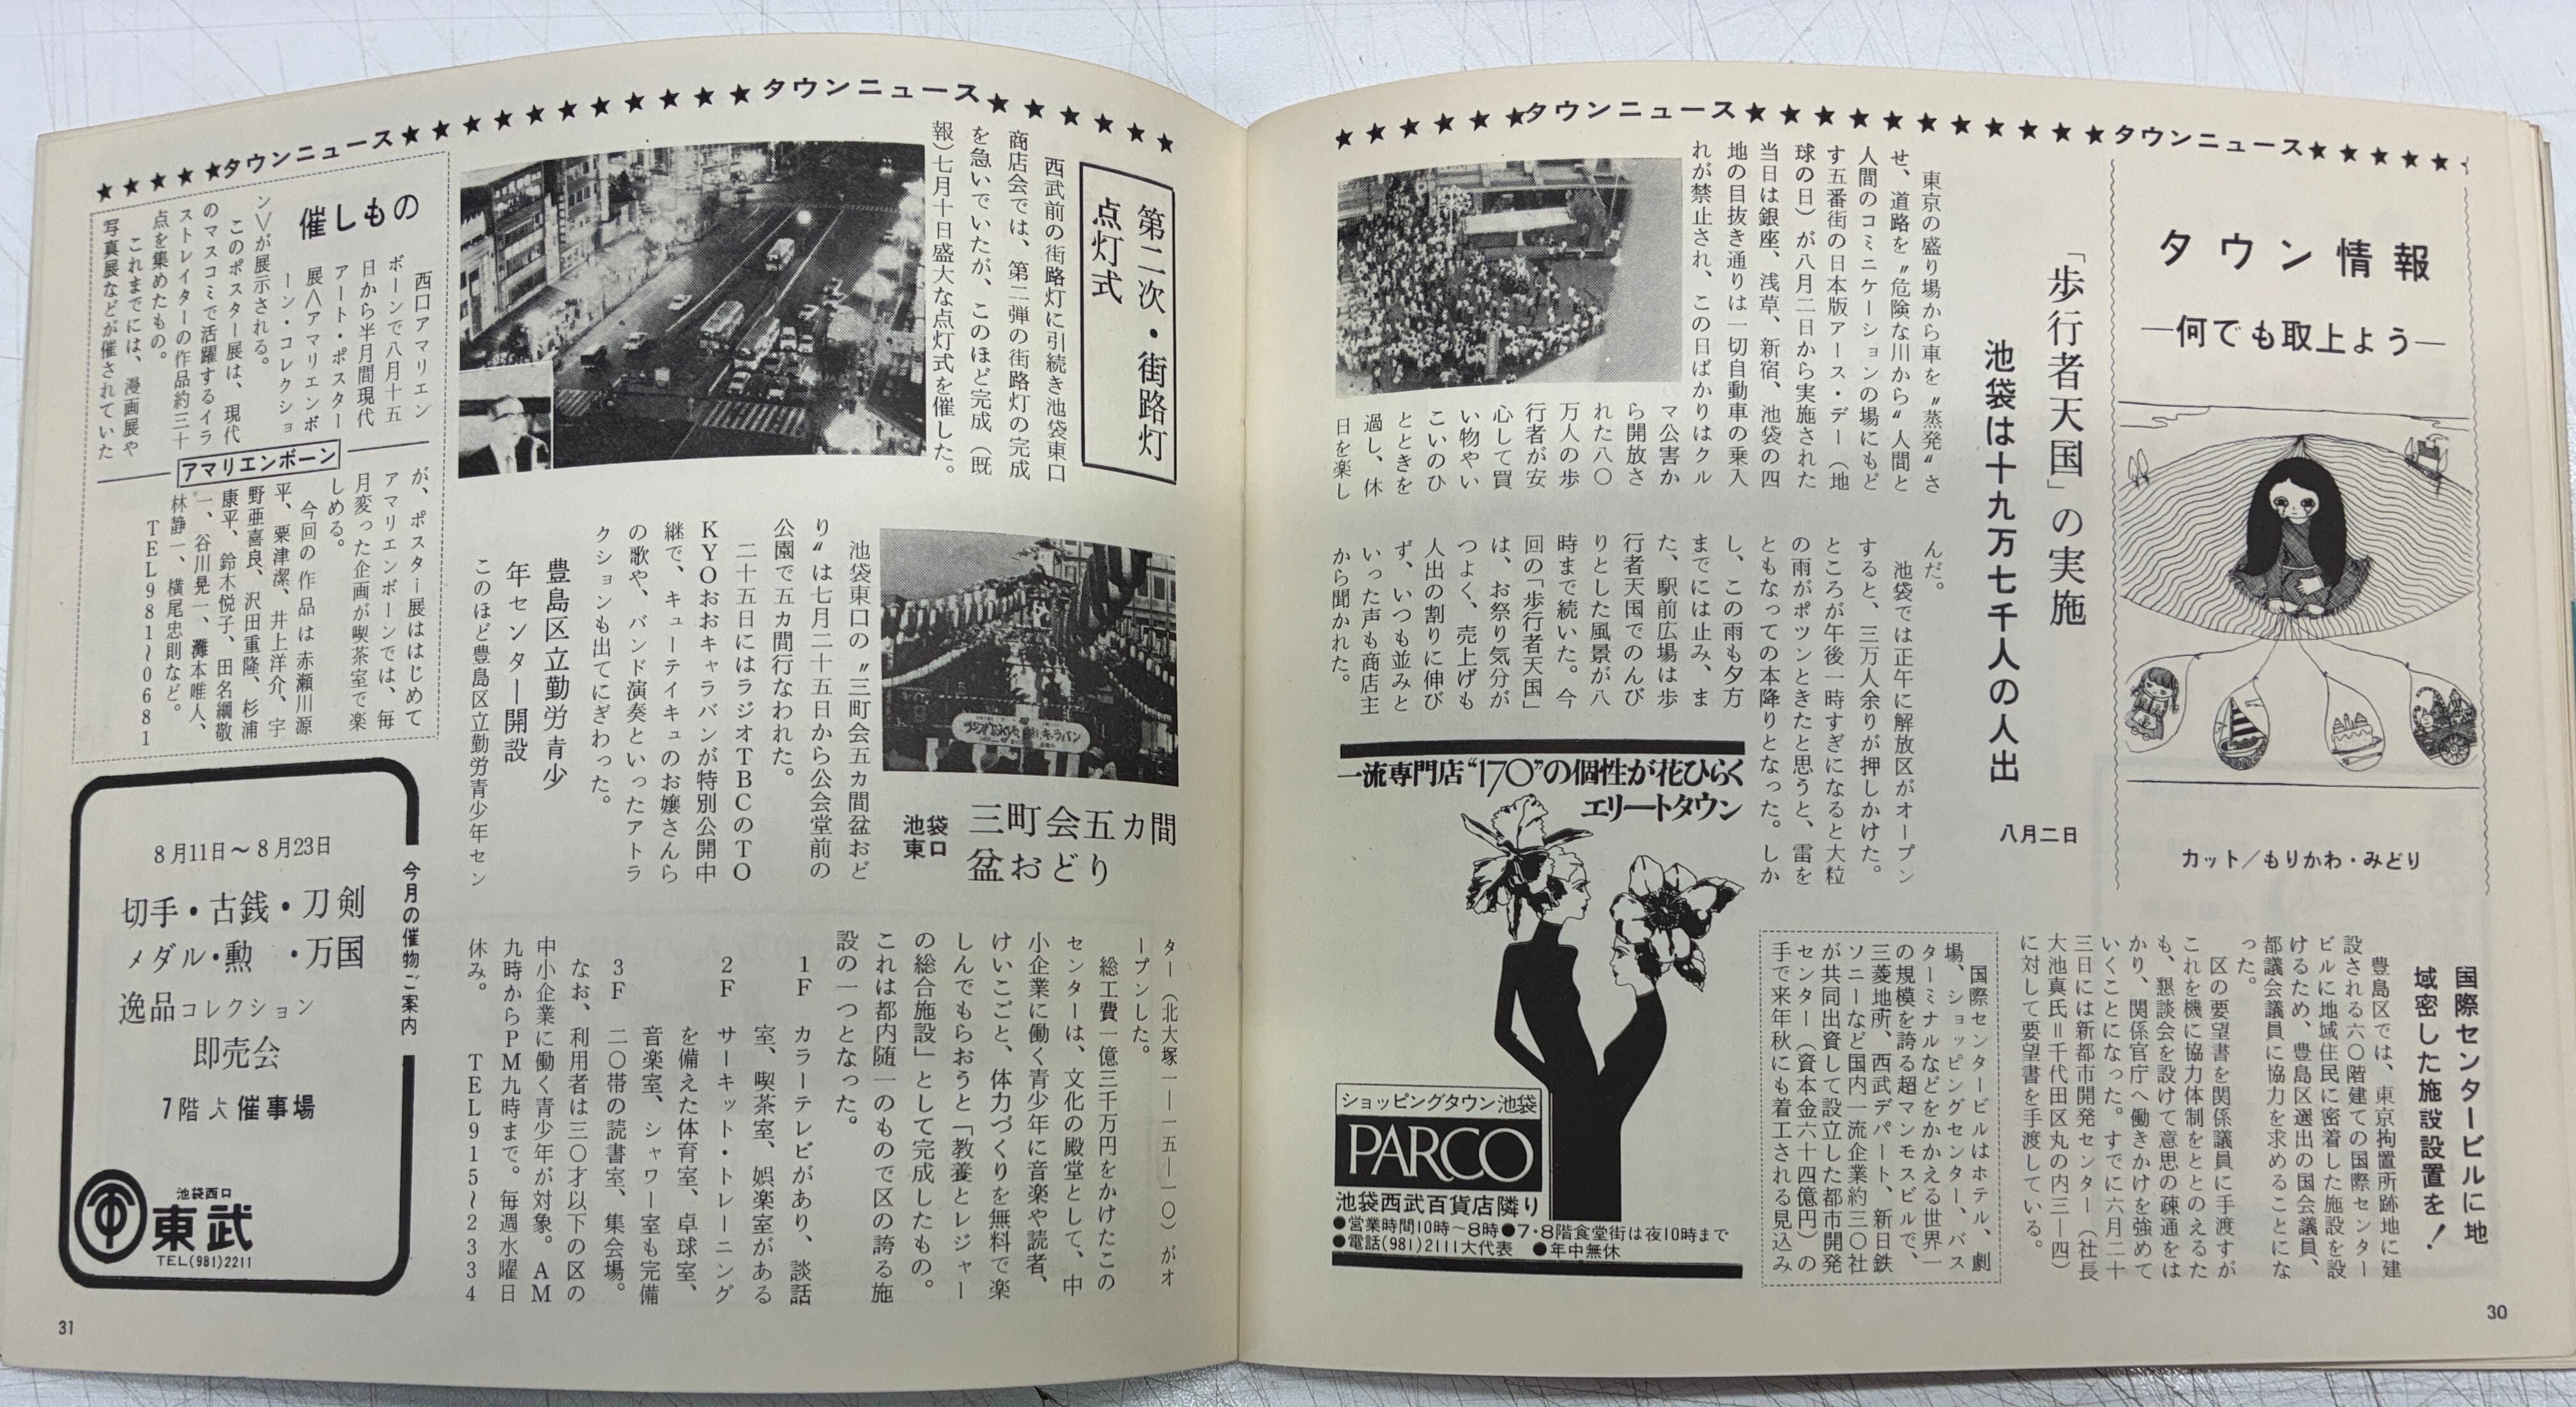 ★★★★★★タウンニュース★★★★★★★★★★★★★タウンニュース★★★★★
タウン情報
―何でも取上よう―
カット／もりかわ・みどり
「歩行者天国」の実施
池袋は十九万七千人の人出
八月二日
東京の盛り場から車を〝蒸発〟さ
せ、道路を〝危険な川から〟人間と
人間のコミニケーションの場にもど
す五番街の日本版アース・デー（地
球の日）が八月二日から実施された
当日は銀座、浅草、新宿、池袋の四
地の目抜き通りは一切自動車の乗入
れが禁止され、この日ばかりはクル
マ公害か
ら開放さ
れた八〇
万人の歩
行者が安
心して買
い物やい
こいのひ
とときを
過し、休
日を楽し
んだ。
池袋では正午に解放区がオープン
すると、三万人余りが押しかけた。
ところが午後一時すぎになると大粒
の雨がポツンときたと思うと、雷を
ともなっての本降りとなった。しか
し、この雨も夕方
までには止み、ま
た、駅前広場は歩
行者天国でのんび
りとした風景が八
時まで続いた。今
回の「歩行者天国」
は、お祭り気分が
つよく、売上げも
人出の割りに伸び
ず、いつも並みと
いった声も商店主
から聞かれた。
国際センタービルに地
域密した施設設置を！
豊島区では、東京拘置所跡地に建
設される六〇階建ての国際センター
ビルに地域住民に密着した施設を設
けるため、豊島区選出の国会議員、
都議会議員に協力を求めることにな
った。
区の要望書を関係議員に手渡すが
これを機に協力体制をととのえるた
も、懇談会を設けて意思の疎通をは
かり、関係官庁へ働きかけを強めて
いくことになった。すでに六月二十
三日には新都市開発センター（社長
大池真氏＝千代田区丸の内三―四）
に対して要望書を手渡している。
国際センタービルはホテル、劇
場、ショッピングセンター、バス
ターミナルなどをかかえる世界一
の規模を誇る超マンモスビルで、
三菱地所、西武デパート、新日鉄
ソニーなど国内一流企業約三〇社
が共同出資して設立した都市開発
センター（資本金六十四億円）の
手で来年秋にも着工される見込み
一流専門店“170”の個性が花ひらく
エリートタウン
ショッピングタウン池袋
PARCO
池袋西武百貨店隣り
●営業時間10時～8時●7・8階食堂街は夜10時まで
●電話(981)2111大代表　●年中無休
30
★★★★★タウンニュース★★★★★★★★★★★★★タウンニュース★★★★★★★
第二次・街路灯
点灯式
西武前の街路灯に引続き池袋東口
商店会では、第二弾の街路灯の完成
を急いでいたが、このほど完成（既
報）七月十日盛大な点灯式を催した。
池袋東口
三町会五カ間
盆おどり
池袋東口の〝三町会五カ間盆おど
り〟は七月二十五日から公会堂前の
公園で五カ間行なわれた。
二十五日にはラジオTBCのTO
KYOおおキャラバンが特別公開中
継で、キューテイキュのお嬢さんら
の歌や、バンド演奏といったアトラ
クションも出てにぎわった。
豊島区立勤労青少
年センター開設
このほど豊島区立勤労青少年セン
ター（北大塚一―一五―一〇）がオ
ープンした。
総工費一億三千万円をかけたこの
センターは、文化の殿堂として、中
小企業に働く青少年に音楽や読者、
けいこごと、体力づくりを無料で楽
しんでもらおうと「教養とレジャー
の総合施設」として完成したもの。
これは都内随一のもので区の誇る施
設の一つとなった。
1F　カラーテレビがあり、談話
室、喫茶室、娯楽室がある
2F　サーキット・トレーニング
を備えた体育室、卓球室、
音楽室、シャワー室も完備
3F　二〇帯の読書室、集会場。
なお、利用者は三〇才以下の区の
中小企業に働く青少年が対象。AM
九時からPM九時まで。毎週水曜日
休み。　TEL915～2334
催しもの
西口アマリエン
ボーンで八月十五
日から半月間現代
アート・ポスター
展＜アマリエンボ
ーン・コレクショ
ン＞が展示される。
このポスター展は、現代
のマスコミで活躍するイラ
ストレイターの作品約三十
点を集めたもの。
これまでには、漫画展や
写真展などが催されていた
アマリエンボーン
が、ポスター展ははじめて
アマリエンボーンでは、毎
月変った企画が喫茶室で楽
しめる。
今回の作品は赤瀬川源
平、粟津潔、井上洋介、宇
野亜喜良、沢田重隆、杉浦
康平、鈴木悦子、田名網敬
一、谷川晃一、灘本唯人、
林静一、横尾忠則など。
TEL981～0681
今月の催物ご案内
8月11日～8月23日
切手・古銭・刀剣
メダル・勲　・万国
逸品コレクション
即売会
7階大催事場
池袋西口
東武
TEL(981)2211
31